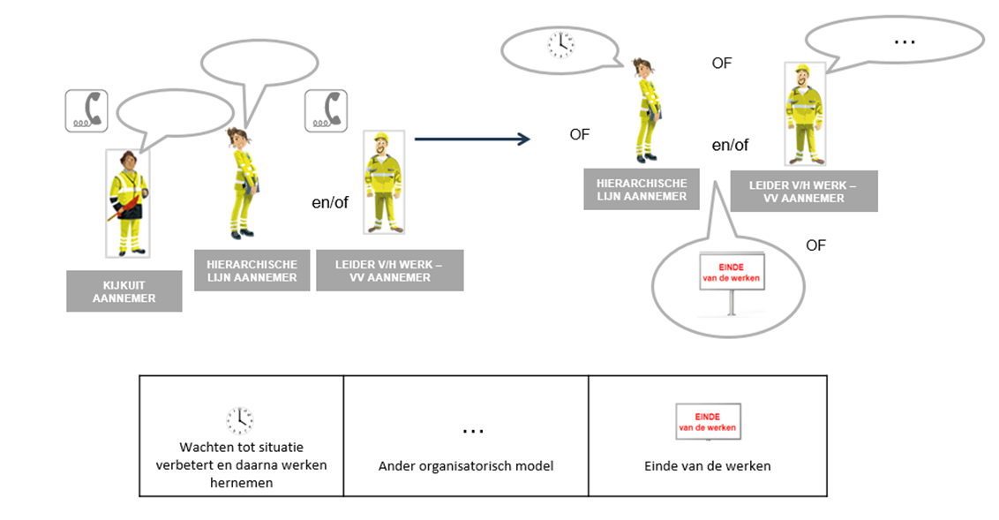 ...
OF
OF
en/of
HIERARCHISCHE
LIJN AANNEMER
LEIDER V/H WERK –
VV AANNEMER
en/of
OF
HIERARCHISCHE
LIJN AANNEMER
LEIDER V/H WERK –
VV AANNEMER
KIJKUIT
AANNEMER
EINDE
van de werken
EINDE
van de werken
Wachten tot situatie
verbetert en daarna werken
hernemen
...
Ander organisatorisch model
Einde van de werken